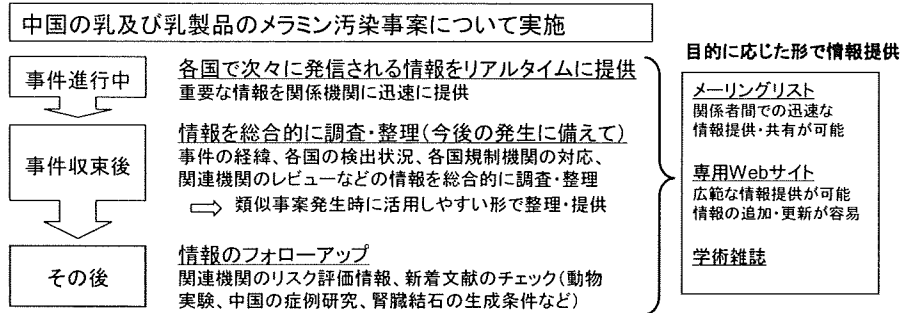 中国の乳及び乳製品のメラミン汚染事案について実施
事件進行中
各国で次々に発信される情報をリアルタイムに提供
重要な情報を関係機関に迅速に提供
事件収束後
情報を総合的に調査・整理(今後の発生に備えて)
事件の経緯、各国の検出状況、各国規制機関の対応、
関連機関のレビューなどの情報を総合的に調査・整理
⇨ 類似事案発生時に活用しやすい形で整理・提供
その後
情報のフォローアップ
関連機関のリスク評価情報、新着文献のチェック(動物
実験、中国の症例研究、腎臓結石の生成条件など)
目的に応じた形で情報提供
メーリングリスト
関係者間での迅速な
情報提供・共有が可能
専用Webサイト
広範な情報提供が可能
情報の追加・更新が容易
学術雑誌